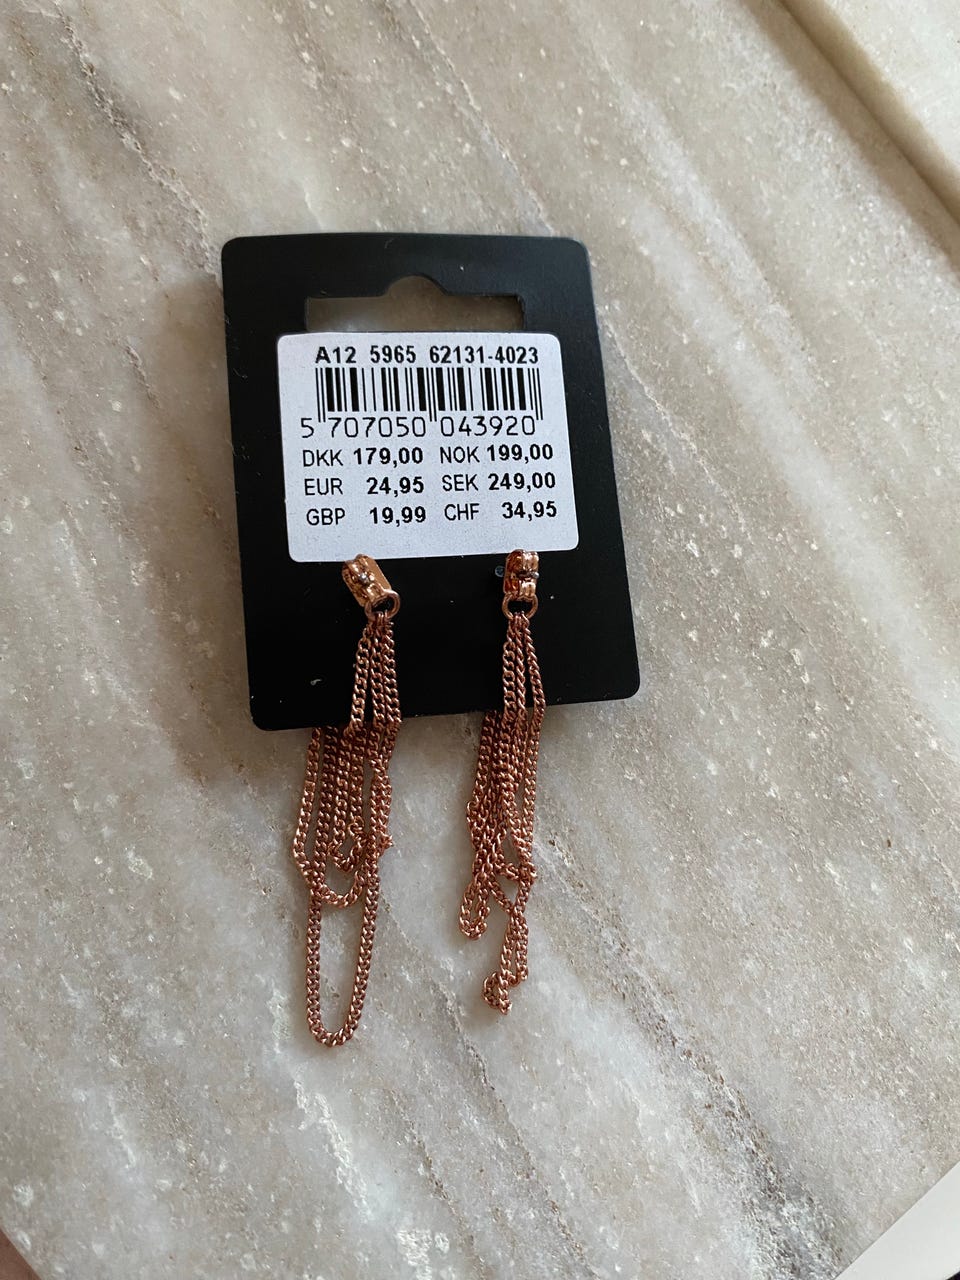 A12 5965 62131-4023
5 707050 043920
DKK 179,00 NOK 199,00
EUR 24,95 SEK 249,00
GBP 19,99 CHF 34,95